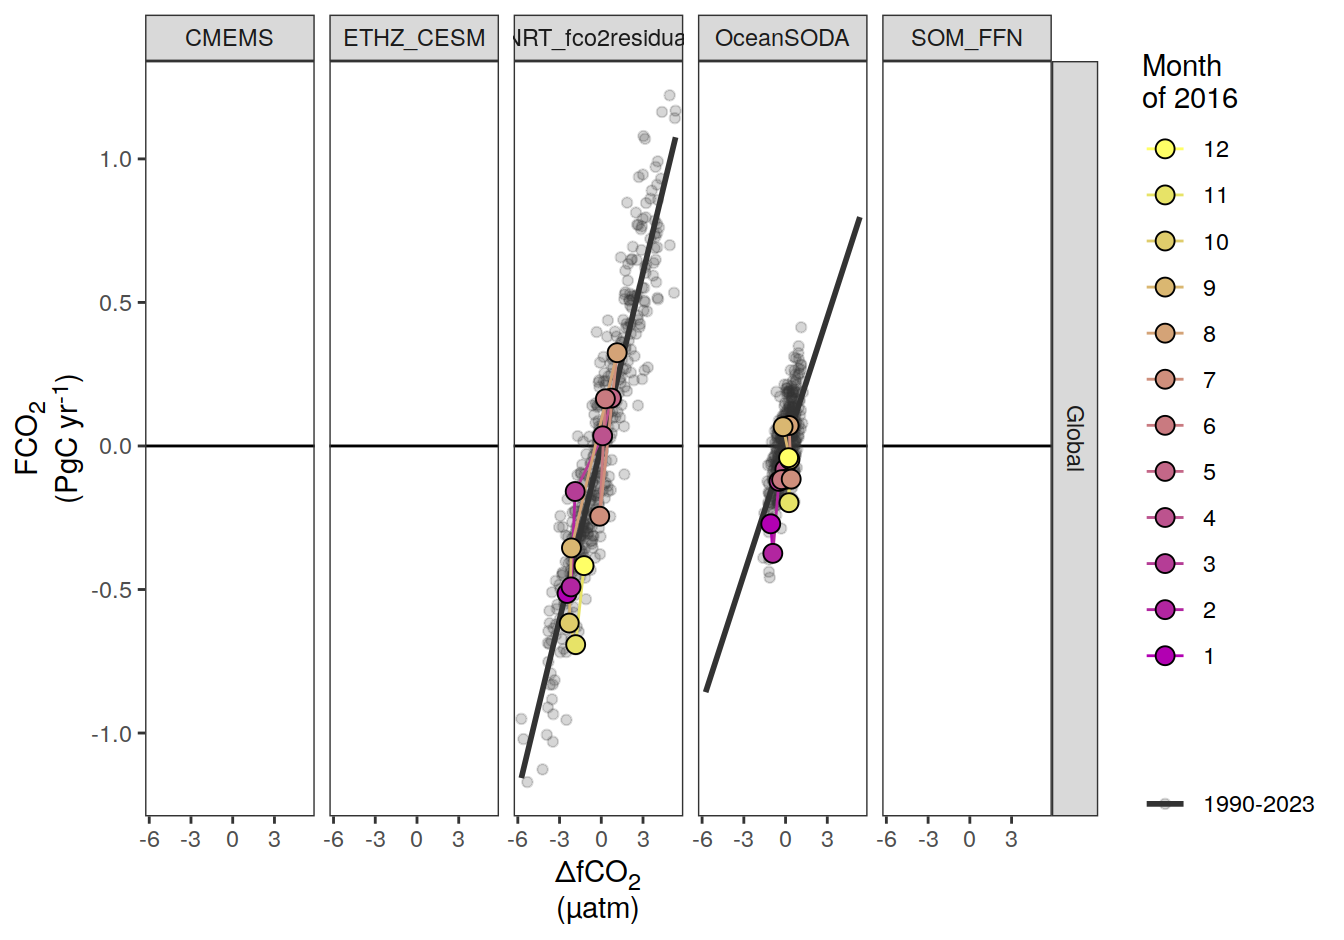 CMEMS ETHZ_CESM NRT_fco2residua OceanSODA SOM_FFN
Month
of 2016
12
11
10
9
8
7
6
5
4
3
2
1
1990-2023
1.0
0.5
0.0
-0.5
-1.0
FCO₂
(PgC yr⁻¹)
Global
-6 -3 0 3 -6 -3 0 3 -6 -3 0 3 -6 -3 0 3 -6 -3 0 3
ΔfCO₂
(µatm)